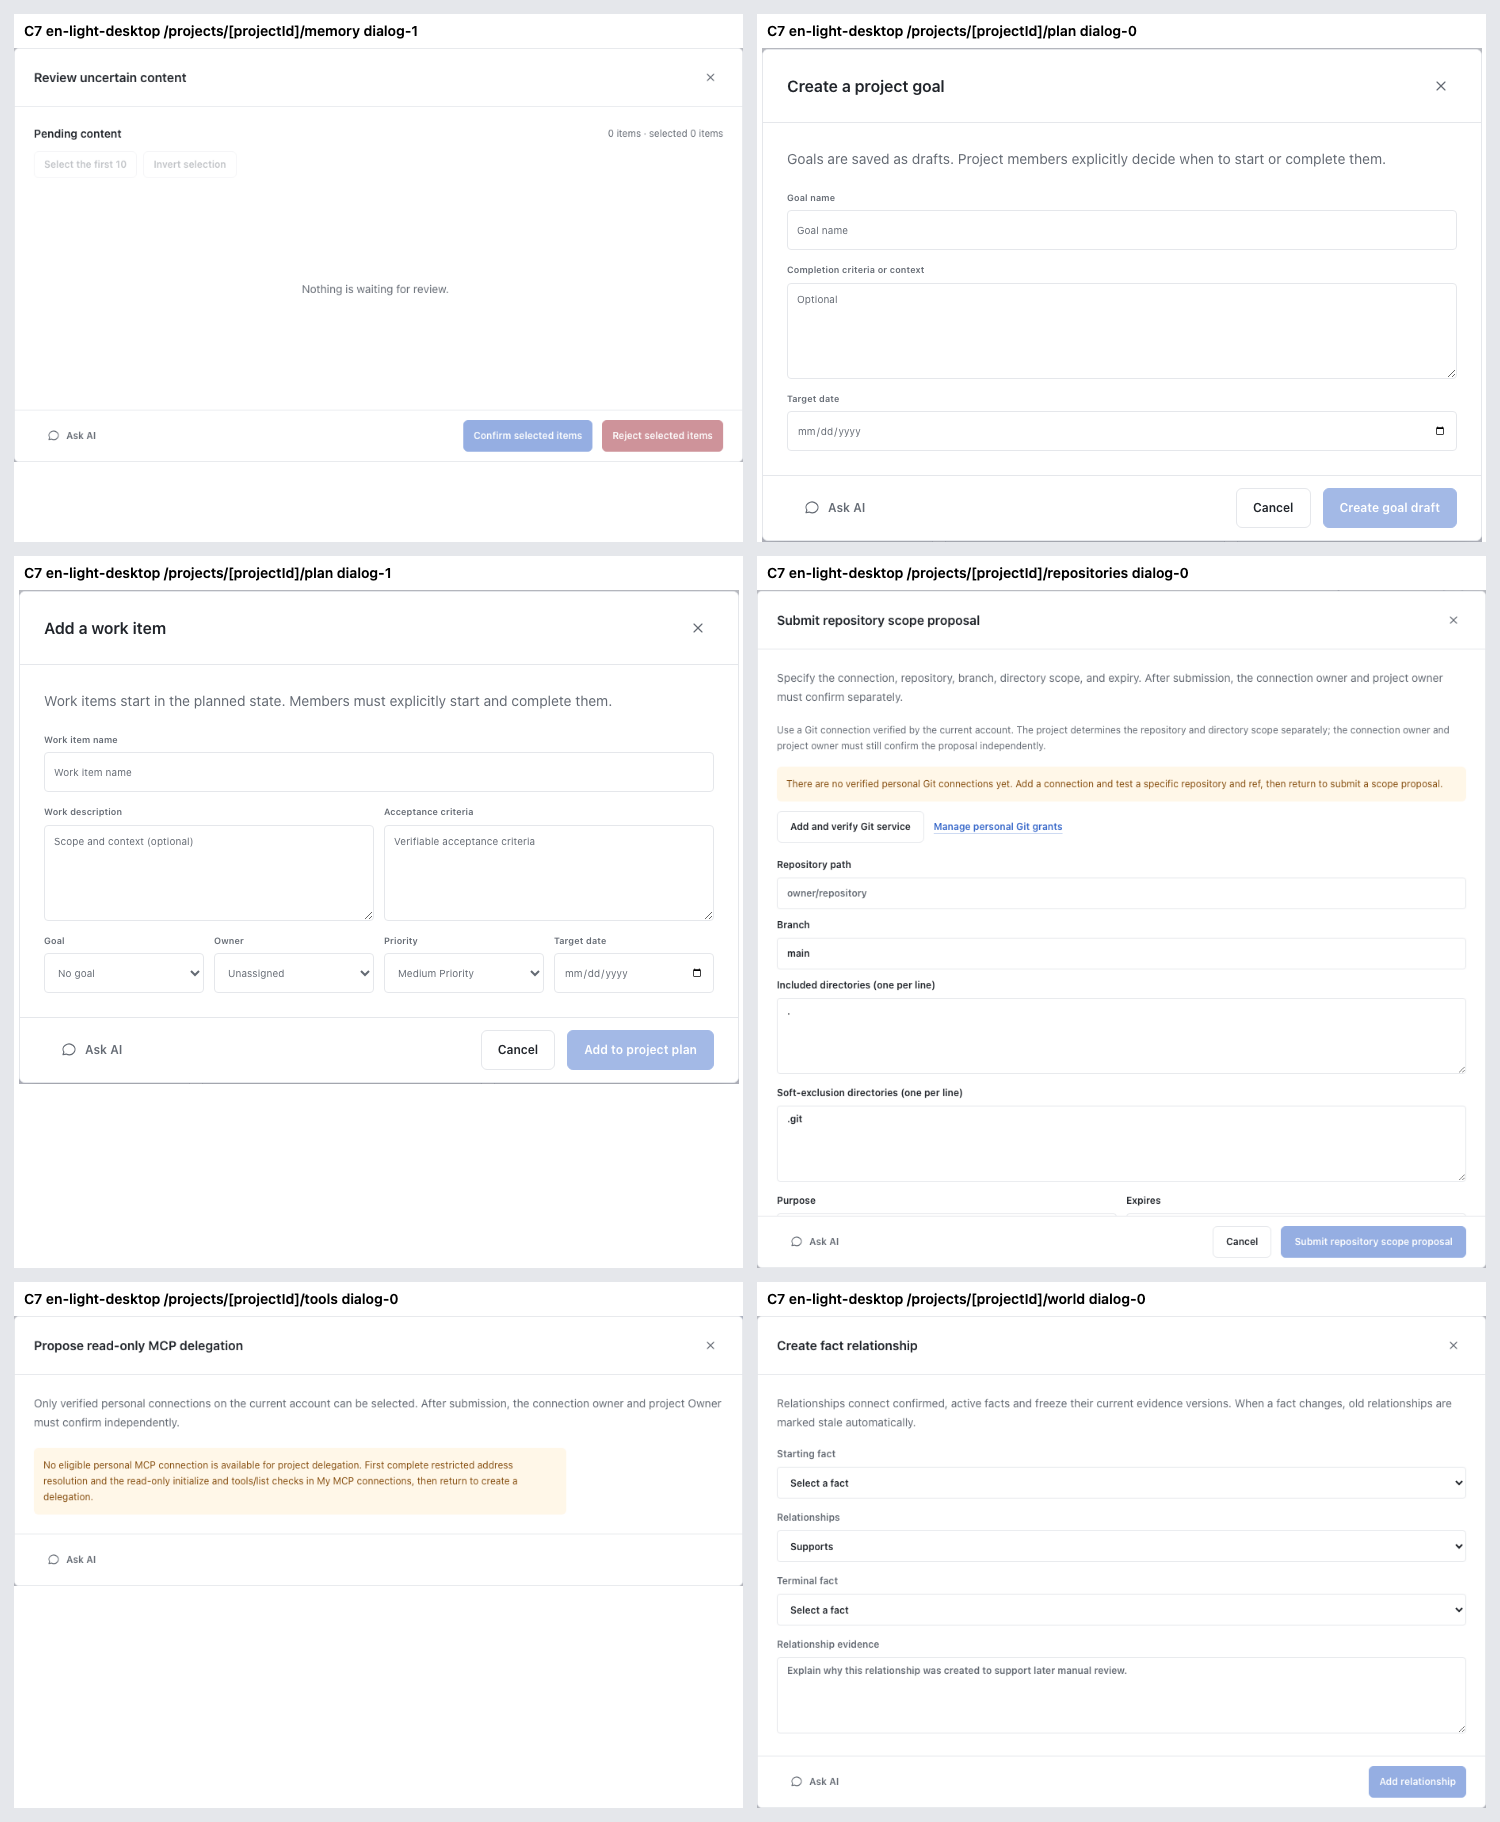 C7 en-light-desktop /projects/[projectId]/memory dialog-1
Review uncertain content
Pending content
0 items · selected 0 items
Select the first 10
Invert selection
Nothing is waiting for review.
Ask AI
Confirm selected items
Reject selected items
C7 en-light-desktop /projects/[projectId]/plan dialog-0
Create a project goal
Goals are saved as drafts. Project members explicitly decide when to start or complete them.
Goal name
Goal name
Completion criteria or context
Optional
Target date
mm/dd/yyyy
Ask AI
Cancel
Create goal draft
C7 en-light-desktop /projects/[projectId]/plan dialog-1
Add a work item
Work items start in the planned state. Members must explicitly start and complete them.
Work item name
Work item name
Work description
Acceptance criteria
Scope and context (optional)
Verifiable acceptance criteria
Goal
Owner
Priority
Target date
No goal
Unassigned
Medium Priority
mm/dd/yyyy
Ask AI
Cancel
Add to project plan
C7 en-light-desktop /projects/[projectId]/repositories dialog-0
Submit repository scope proposal
Specify the connection, repository, branch, directory scope, and expiry. After submission, the connection owner and project owner
must confirm separately.
Use a Git connection verified by the current account. The project determines the repository and directory scope separately; the connection owner and
project owner must still confirm the proposal independently.
There are no verified personal Git connections yet. Add a connection and test a specific repository and ref, then return to submit a scope proposal.
Add and verify Git service
Manage personal Git grants
Repository path
owner/repository
Branch
main
Included directories (one per line)
.
Soft-exclusion directories (one per line)
.git
Purpose
Expires
Ask AI
Cancel
Submit repository scope proposal
C7 en-light-desktop /projects/[projectId]/tools dialog-0
Propose read-only MCP delegation
Only verified personal connections on the current account can be selected. After submission, the connection owner and project Owner
must confirm independently.
No eligible personal MCP connection is available for project delegation. First complete restricted address
resolution and the read-only initialize and tools/list checks in My MCP connections, then return to create a
delegation.
Ask AI
C7 en-light-desktop /projects/[projectId]/world dialog-0
Create fact relationship
Relationships connect confirmed, active facts and freeze their current evidence versions. When a fact changes, old relationships are
marked stale automatically.
Starting fact
Select a fact
Relationships
Supports
Terminal fact
Select a fact
Relationship evidence
Explain why this relationship was created to support later manual review.
Ask AI
Add relationship